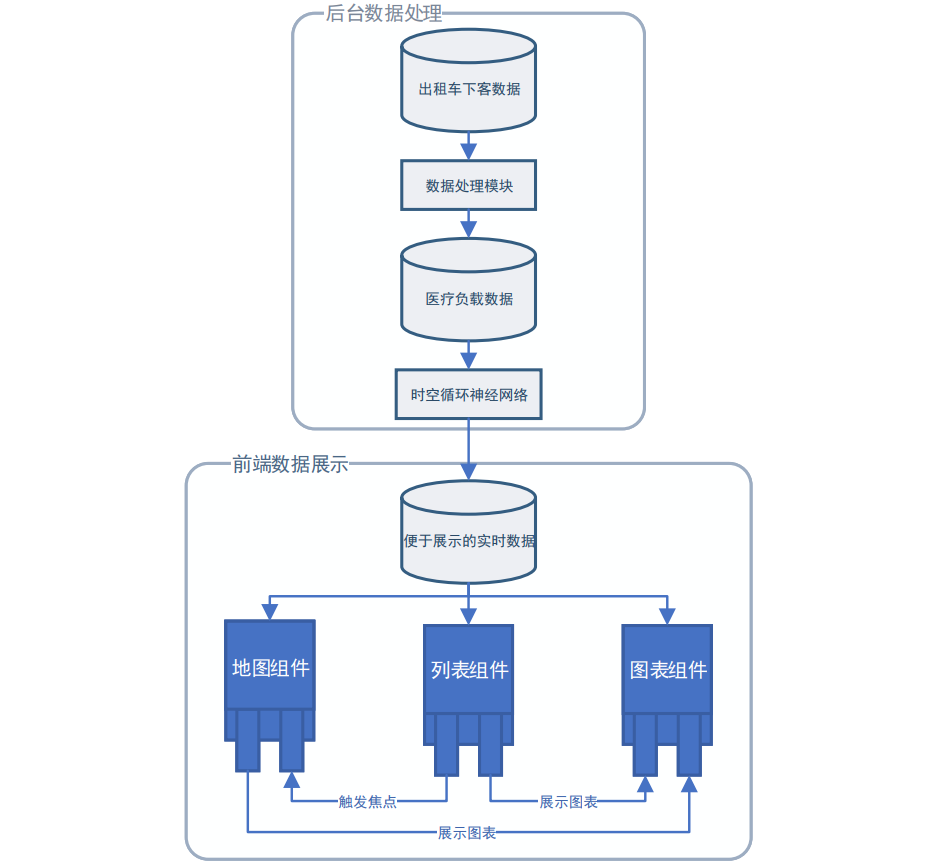 后台数据处理
出租车下客数据
数据处理模块
医疗负载数据
时空循环神经网络
前端数据展示
便于展示的实时数据
地图组件
列表组件
图表组件
触发焦点
展示图表
展示图表